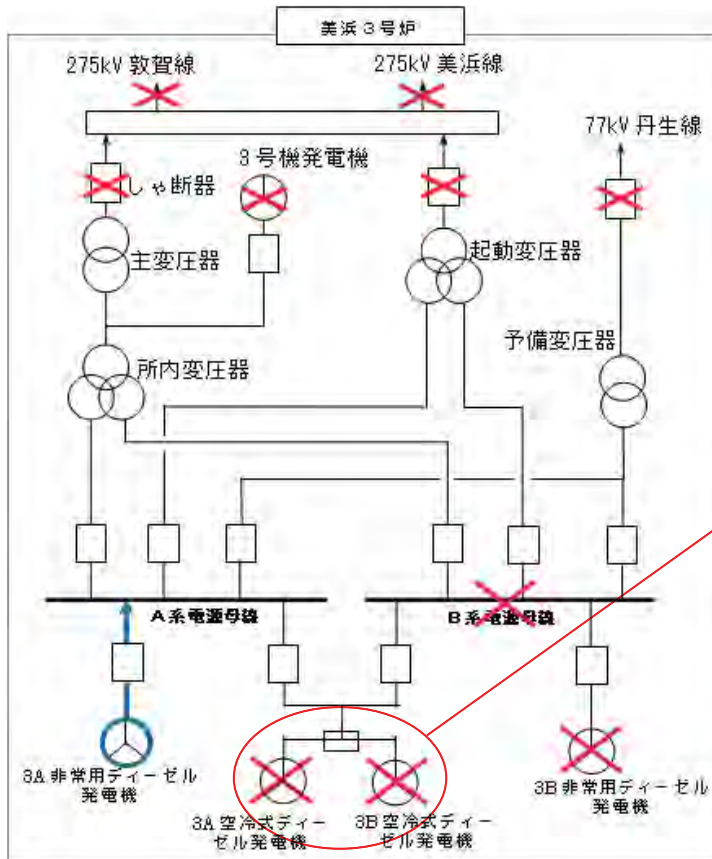 美浜３号炉
275kV 敦賀線
275kV 美浜線
77kV 丹生線
３号機発電機
しゃ断器
主変圧器
起動変圧器
予備変圧器
所内変圧器
A系電源母線
B系電源母線
3A 非常用ディーゼル
発電機
3A 空冷式ディー
ゼル発電機
3B 空冷式ディー
ゼル発電機
3B 非常用ディーゼル
発電機